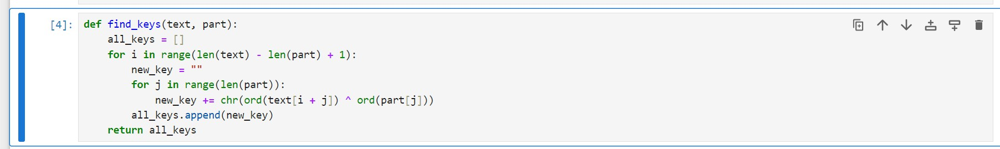 [4]: def find_keys(text, part):
    all_keys = []
    for i in range(len(text) - len(part) + 1):
        new_key = ""
        for j in range(len(part)):
            new_key += chr(ord(text[i + j]) ^ ord(part[j]))
        all_keys.append(new_key)
    return all_keys